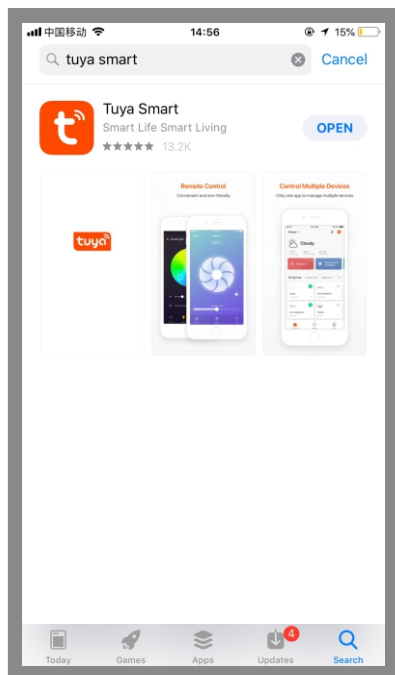 中国移动 14:56 15%
tuya smart Cancel
Tuya Smart
Smart Life Smart Living
OPEN
13.2K
tuya
Remote Control
Convenient and eco-friendly
Control Multiple Devices
Only one app to manage multiple devices
Cloudy
4
Today Games Apps Updates Search